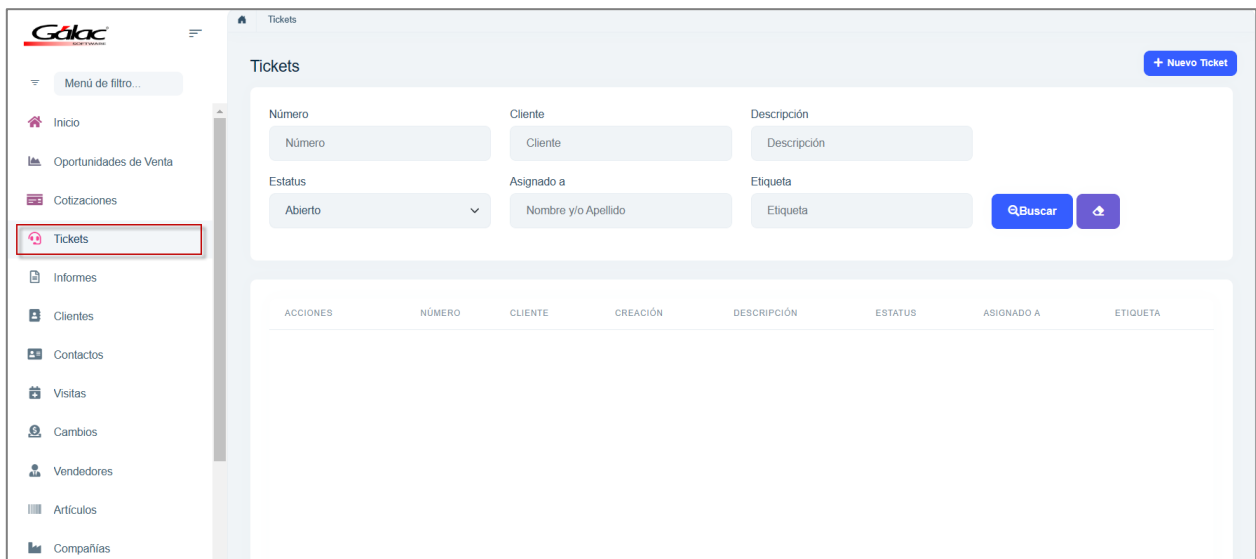 Gálac
SOFTWARE
Menú de filtro...
Inicio
Oportunidades de Venta
Cotizaciones
Tickets
Informes
Clientes
Contactos
Visitas
Cambios
Vendedores
Artículos
Compañías
Tickets
Tickets
+ Nuevo Ticket
Número Cliente Descripción
Número Cliente Descripción
Estatus Asignado a Etiqueta
Abierto Nombre y/o Apellido Etiqueta Buscar
ACCIONES NÚMERO CLIENTE CREACIÓN DESCRIPCIÓN ESTATUS ASIGNADO A ETIQUETA